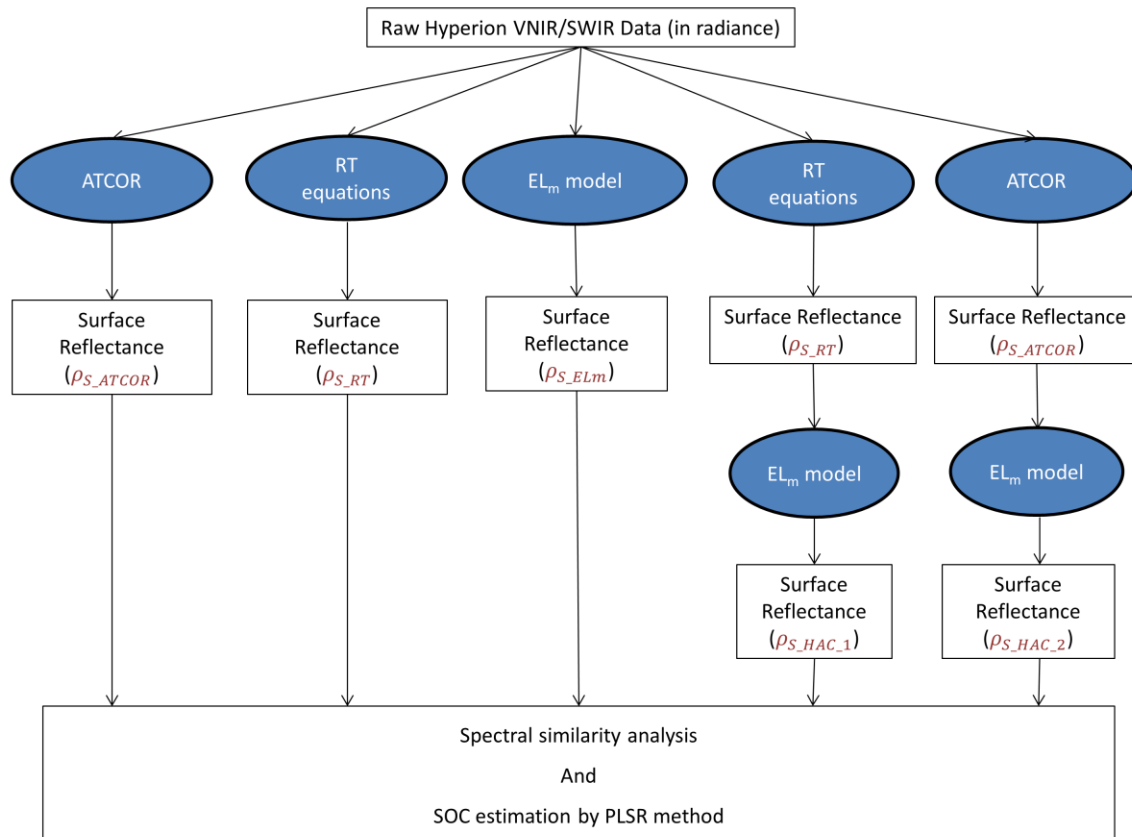 Raw Hyperion VNIR/SWIR Data (in radiance)
ATCOR
RT
equations
ELm model
RT
equations
ATCOR
Surface
Reflectance
(ρS_ATCOR)
Surface
Reflectance
(ρS_RT)
Surface
Reflectance
(ρS_ELm)
Surface Reflectance
(ρS_RT)
Surface Reflectance
(ρS_ATCOR)
ELm model
ELm model
Surface
Reflectance
(ρS_HAC_1)
Surface
Reflectance
(ρS_HAC_2)
Spectral similarity analysis
And
SOC estimation by PLSR method